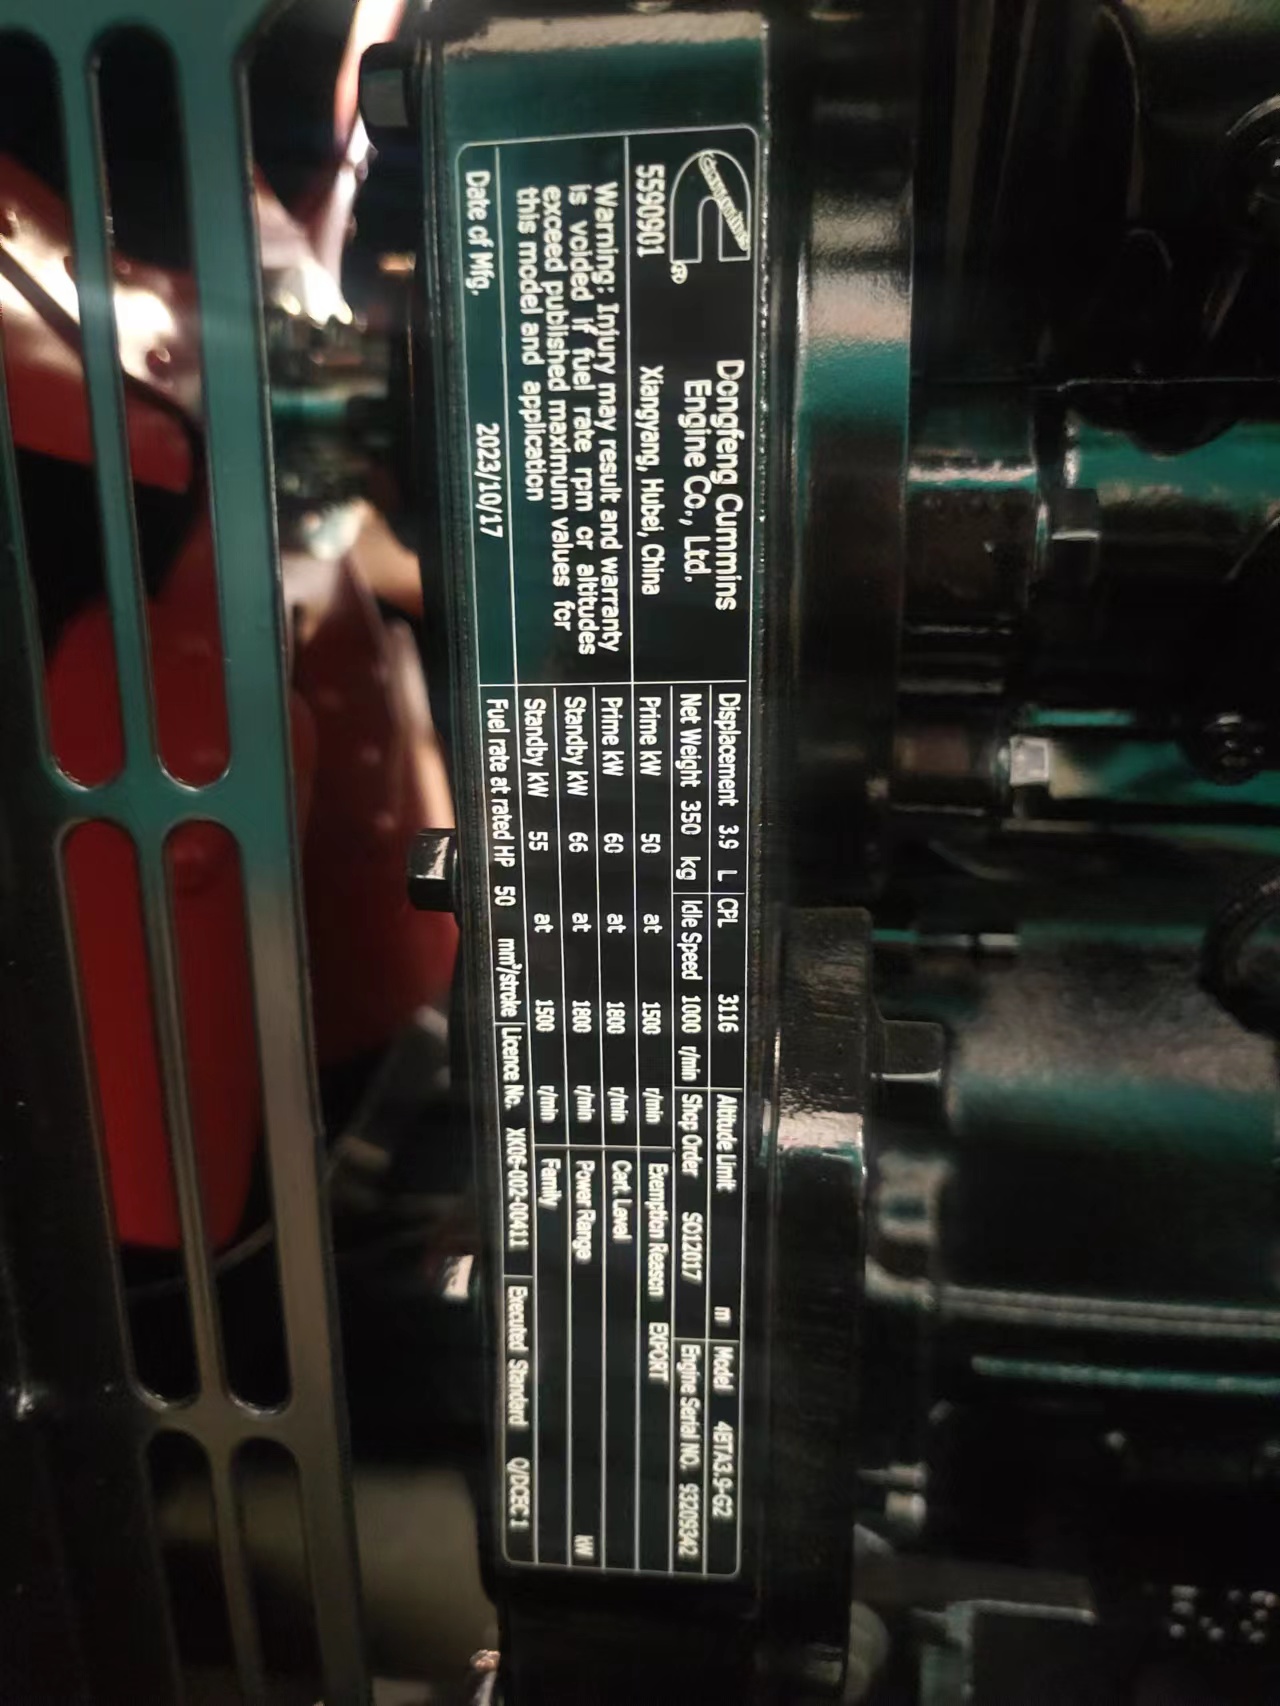 Cummins
®
Dongfeng Cummins
Engine Co., Ltd.
5590901 Xiangyang, Hubei, China
Warning: Injury may result and warranty
is voided if fuel rate rpm or altitudes
exceed published maximum values for
this model and application
Date of Mfg. 2023/10/17
Displacement 3.9 L CPL 3116 Altitude Limit m Model 4BTA3.9-G2
Net Weight 350 kg Idle Speed 1000 r/min Shop Order SO12017 Engine Serial NO. 93209342
Prime kW 50 at 1500 r/min Exemption Reason EXPORT
Prime kW 60 at 1800 r/min Cert. Level
Standby kW 66 at 1800 r/min Power Range kW
Standby kW 55 at 1500 r/min Family
Fuel rate at rated HP 50 mm³/stroke Licence No. XK06-002-00411 Executed Standard Q/DCEC 1